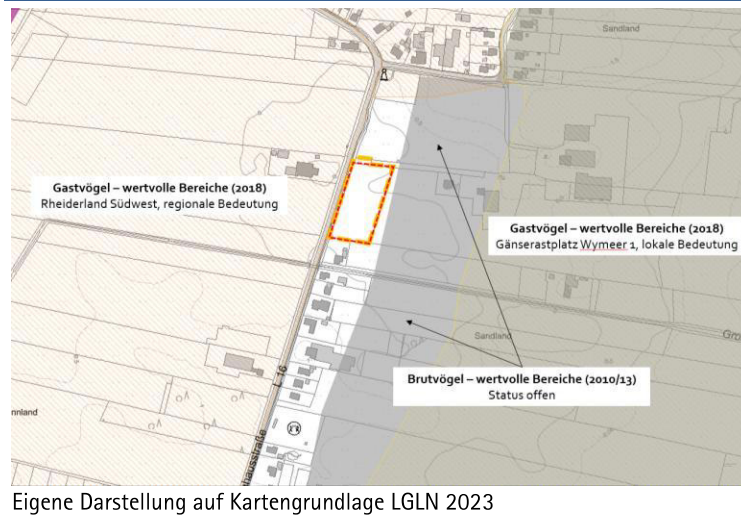 Sandland
Gastvögel – wertvolle Bereiche (2018)
Rheiderland Südwest, regionale Bedeutung
Gastvögel – wertvolle Bereiche (2018)
Gänserastplatz Wymeer 1, lokale Bedeutung
Sandland
Gro
Brutvögel – wertvolle Bereiche (2010/13)
Status offen
L 16
nnland
hausstraße
Eigene Darstellung auf Kartengrundlage LGLN 2023